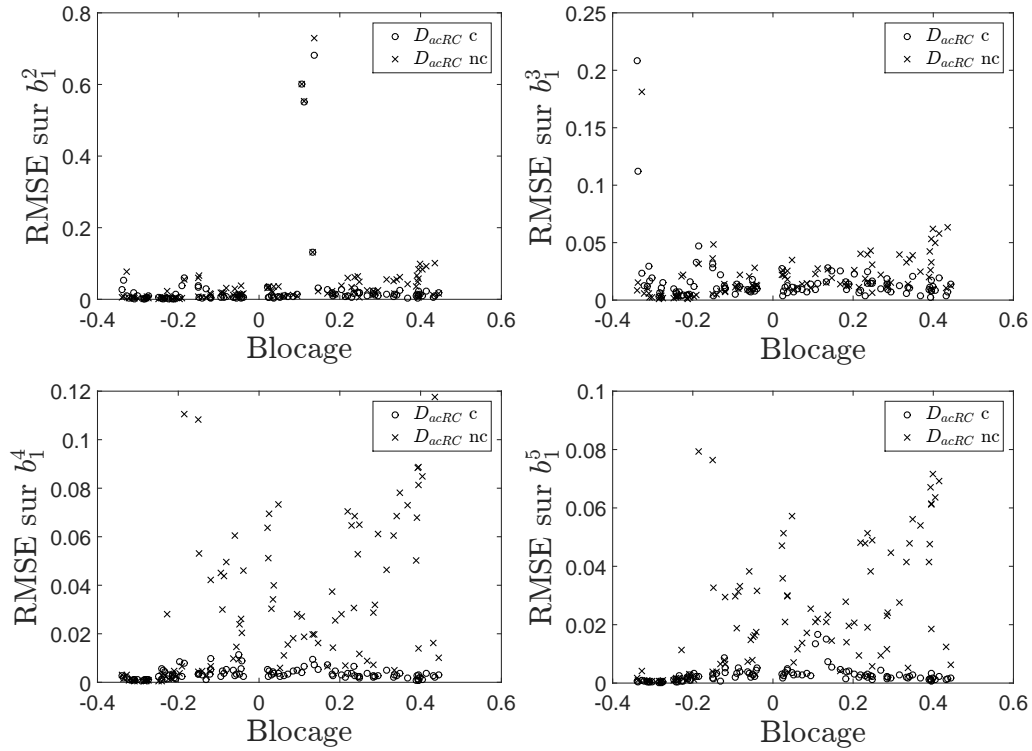 0.8
0.6
0.4
0.2
0
-0.4 -0.2 0 0.2 0.4 0.6
RMSE sur b₁²
Blocage
D_acRC c
D_acRC nc
0.25
0.2
0.15
0.1
0.05
0
-0.4 -0.2 0 0.2 0.4 0.6
RMSE sur b₁³
Blocage
D_acRC c
D_acRC nc
0.12
0.1
0.08
0.06
0.04
0.02
0
-0.4 -0.2 0 0.2 0.4 0.6
RMSE sur b₁⁴
Blocage
D_acRC c
D_acRC nc
0.1
0.08
0.06
0.04
0.02
0
-0.4 -0.2 0 0.2 0.4 0.6
RMSE sur b₁⁵
Blocage
D_acRC c
D_acRC nc